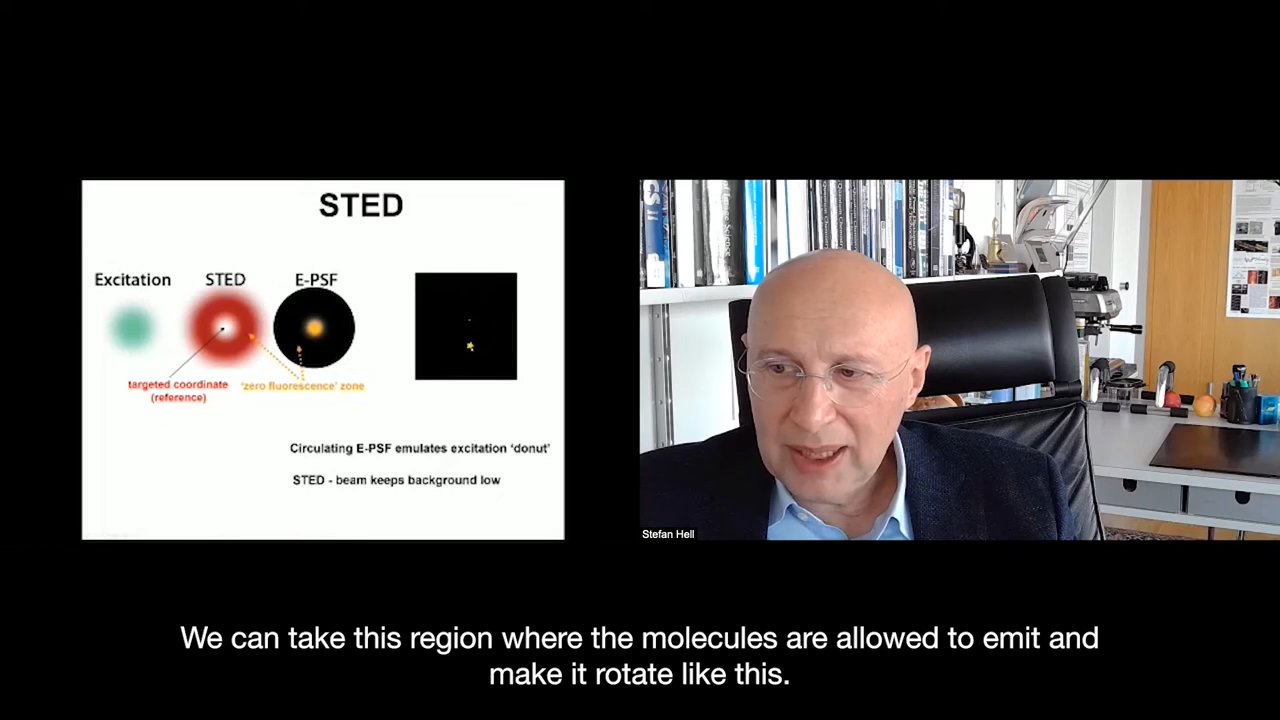 STED
Excitation
STED
E-PSF
targeted coordinate
(reference)
'zero fluorescence' zone
Circulating E-PSF emulates excitation 'donut'
STED - beam keeps background low
Stefan Hell
We can take this region where the molecules are allowed to emit and
make it rotate like this.